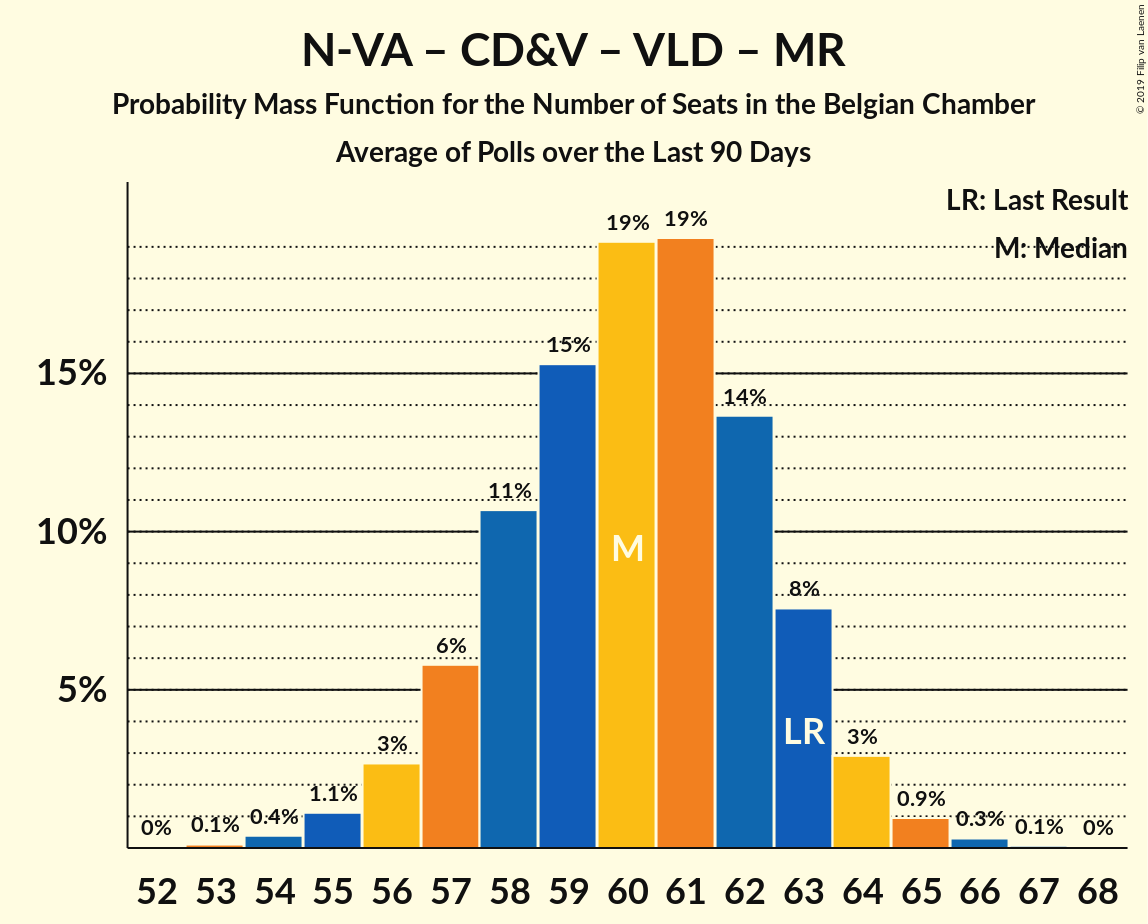 N-VA – CD&V – VLD – MR
Probability Mass Function for the Number of Seats in the Belgian Chamber
Average of Polls over the Last 90 Days
© 2019 Filip van Laenen
LR: Last Result
M: Median
19% 19%
15%
15%
14%
11%
10%
M
8%
6%
5%
LR
3% 3%
1.1% 0.9%
0% 0.1% 0.4% 0.3% 0.1% 0%
52 53 54 55 56 57 58 59 60 61 62 63 64 65 66 67 68